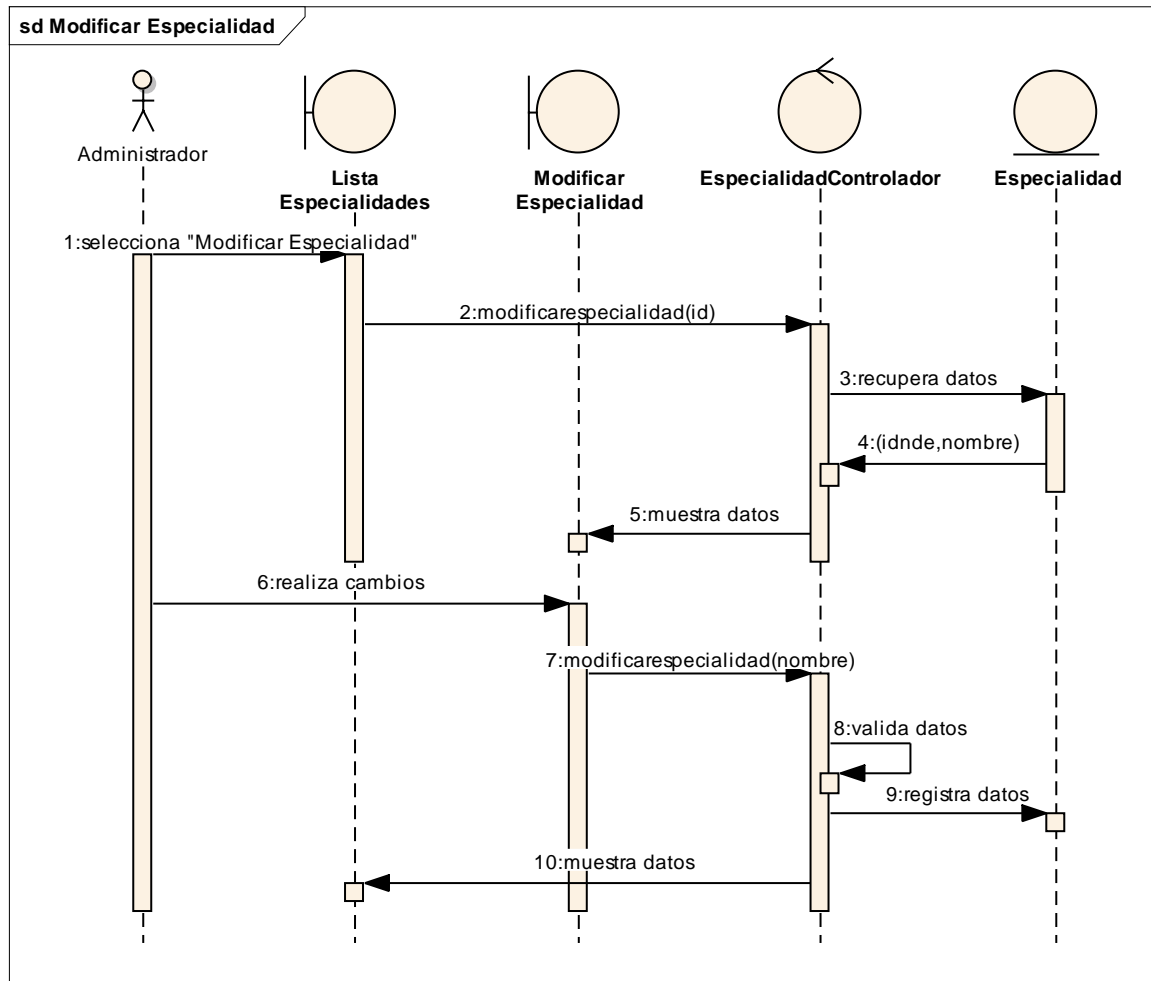 sd Modificar Especialidad
Administrador
Lista
Especialidades
Modificar
Especialidad
EspecialidadControlador
Especialidad
1:selecciona "Modificar Especialidad"
2:modificarespecialidad(id)
3:recupera datos
4:(idnde,nombre)
5:muestra datos
6:realiza cambios
7:modificarespecialidad(nombre)
8:valida datos
9:registra datos
10:muestra datos